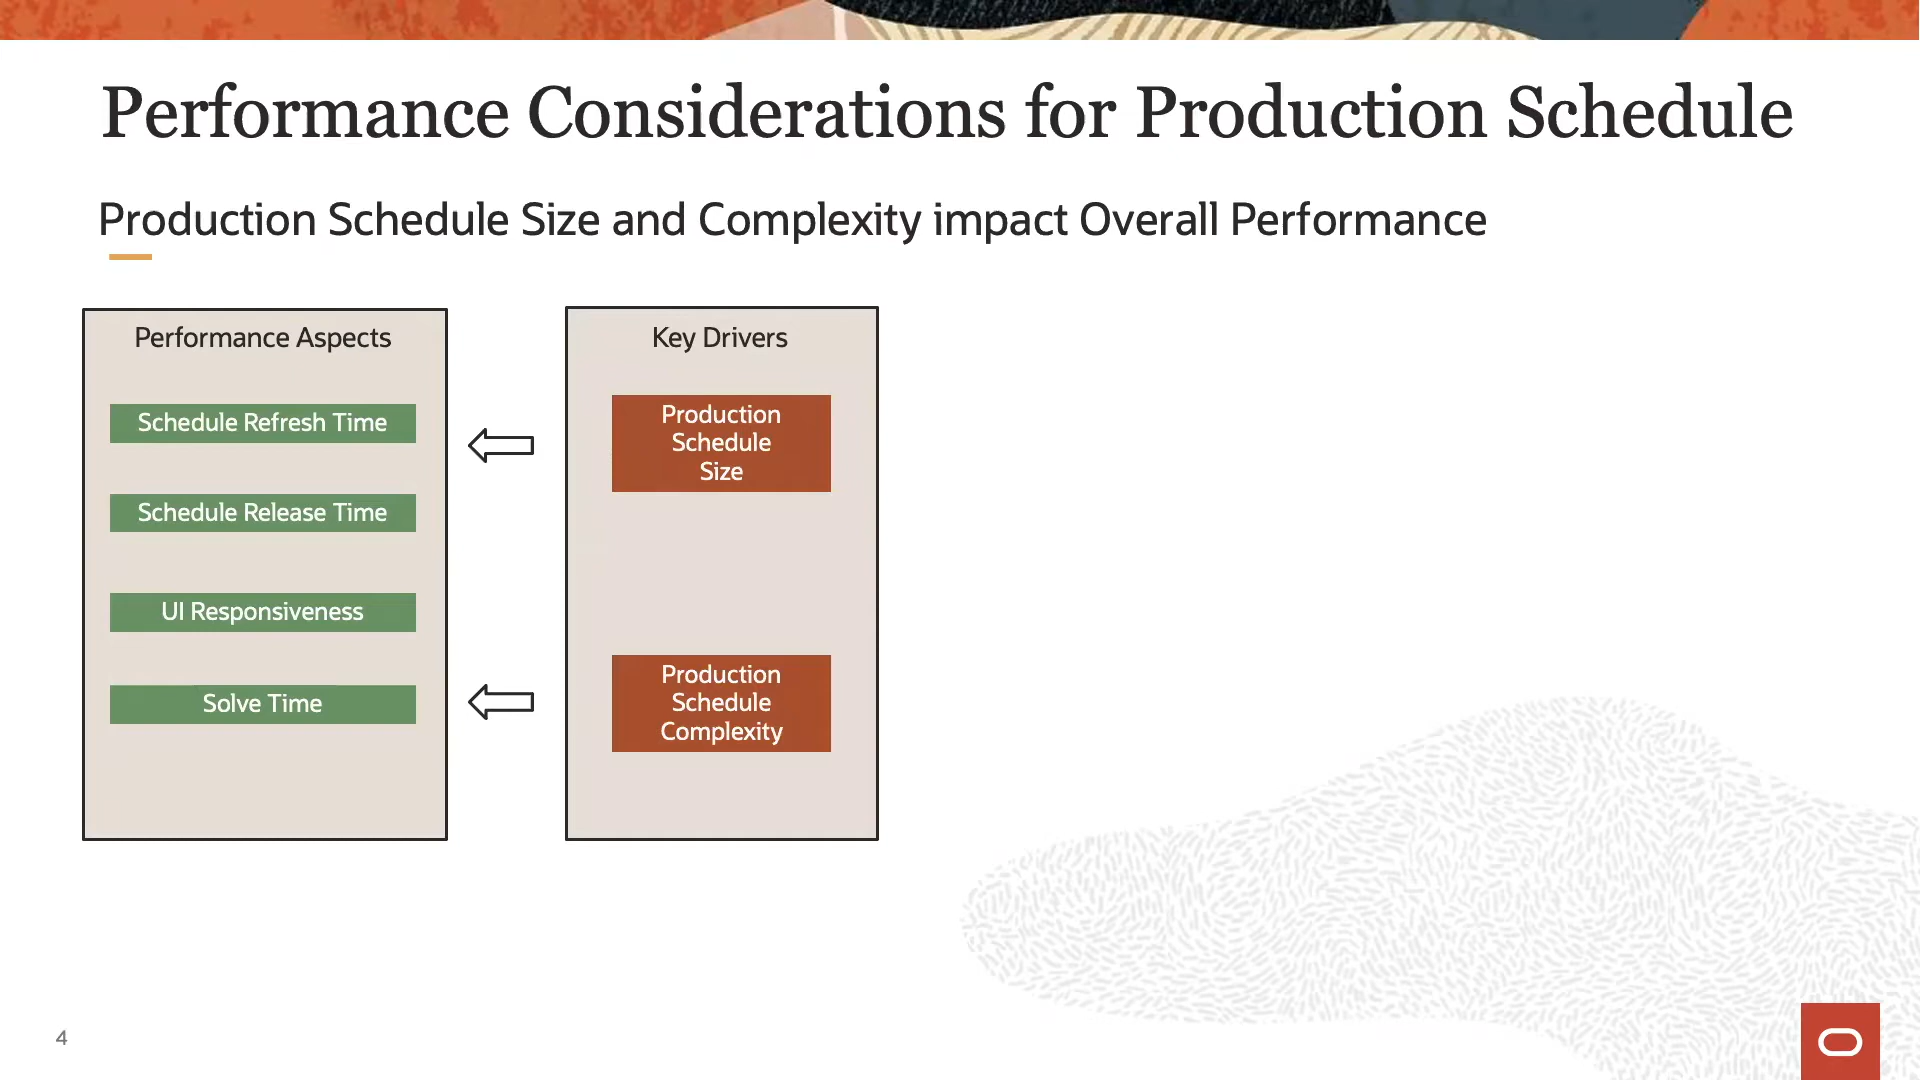 Performance Considerations for Production Schedule
Production Schedule Size and Complexity impact Overall Performance
Performance Aspects
Schedule Refresh Time
Schedule Release Time
UI Responsiveness
Solve Time
Key Drivers
Production
Schedule
Size
Production
Schedule
Complexity
4